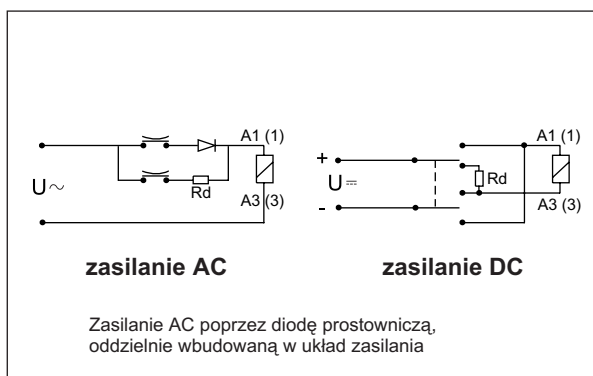 A1 (1)
U~
Rd
A3 (3)
zasilanie AC
+
U⎓
-
Rd
A1 (1)
A3 (3)
zasilanie DC
Zasilanie AC poprzez diodę prostowniczą,
oddzielnie wbudowaną w układ zasilania